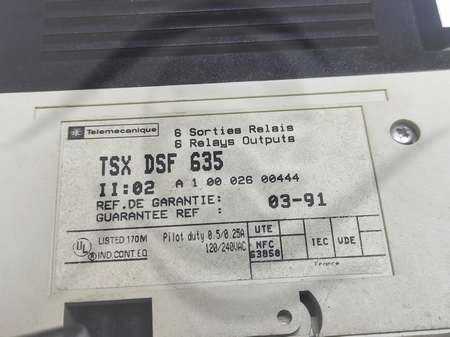 Telemecanique
6 Sorties Relais
6 Relays Outputs
TSX DSF 635
II:02 A 1 00 026 00444
REF.DE GARANTIE:
GUARANTEE REF : 03-91
UL LISTED 170M
IND.CONT.EQ
Pilot duty 0.5/0.25A
120/240VAC
UTE
NFC
63850
IEC VDE
France